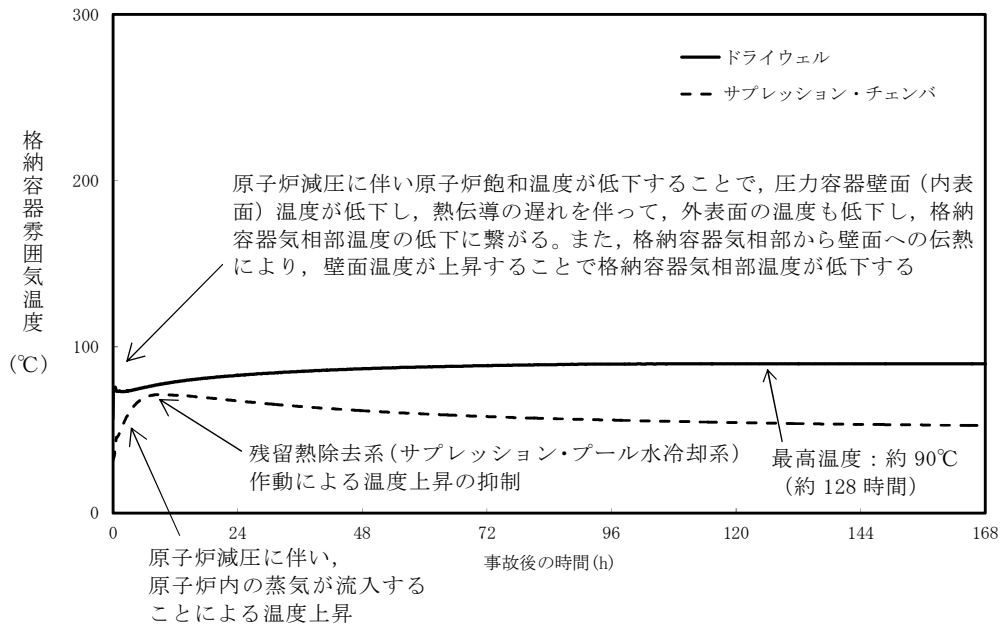 300
200
100
0
格納容器雰囲気温度
(℃)
ドライウェル
サプレッション・チェンバ
原子炉減圧に伴い原子炉飽和温度が低下することで，圧力容器壁面（内表
面）温度が低下し，熱伝導の遅れを伴って，外表面の温度も低下し，格納
容器気相部温度の低下に繋がる。また，格納容器気相部から壁面への伝熱
により，壁面温度が上昇することで格納容器気相部温度が低下する
残留熱除去系（サプレッション・プール水冷却系）
作動による温度上昇の抑制
最高温度：約 90℃
（約 128 時間）
0 24 48 72 96 120 144 168
事故後の時間(h)
原子炉減圧に伴い，
原子炉内の蒸気が流入する
ことによる温度上昇